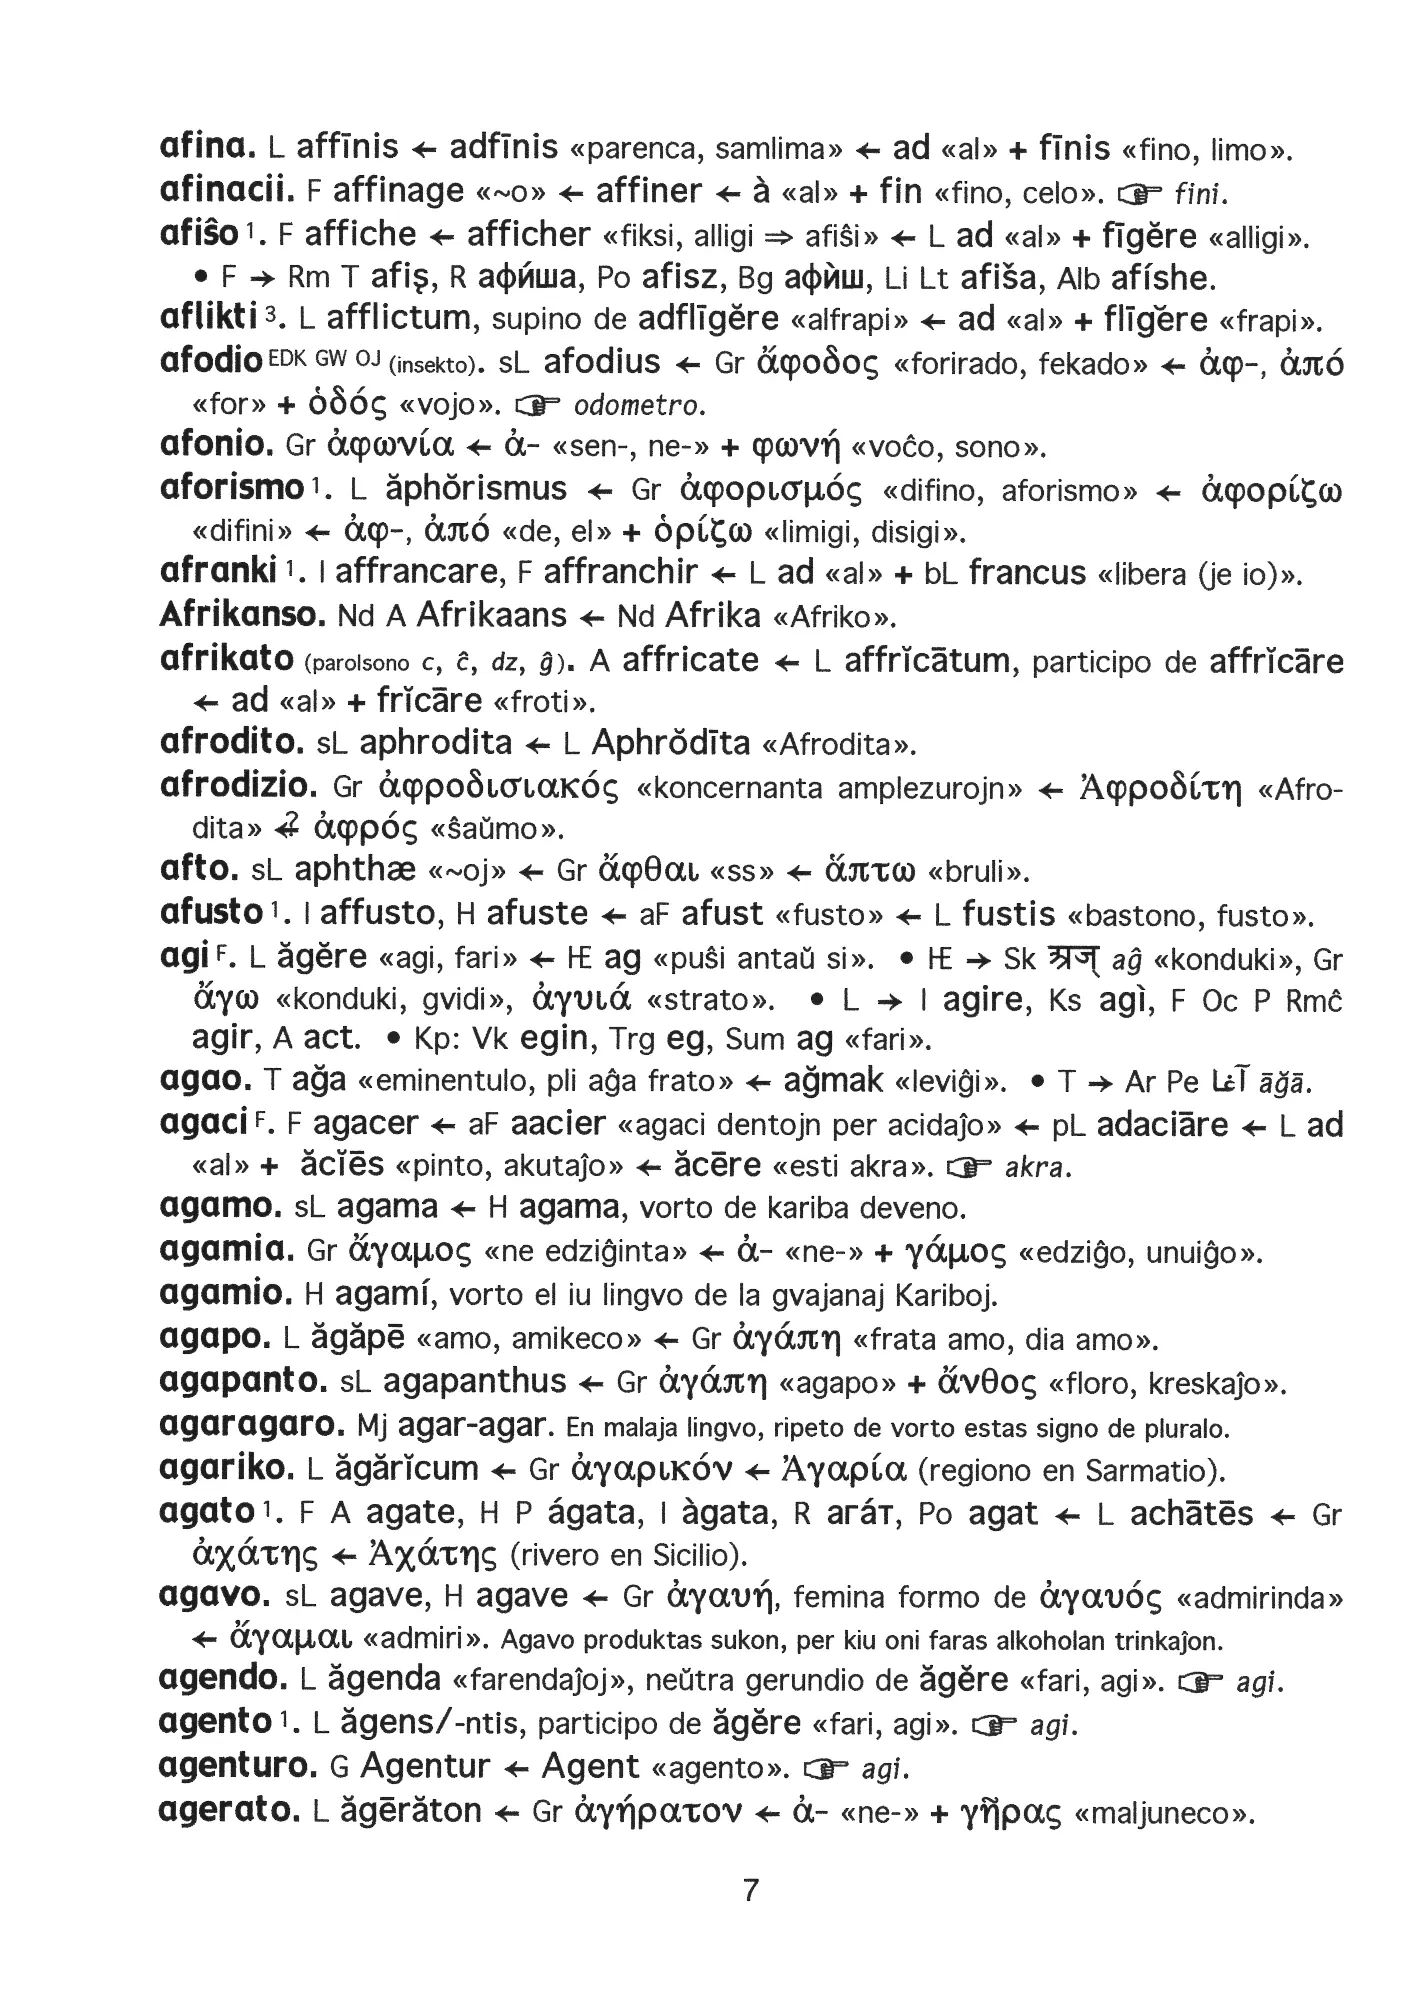 afina. L affīnis ← adfīnis «parenca, samlima» ← ad «al» + fīnis «fino, limo».
afinacii. F affinage «~o» ← affiner ← à «al» + fin «fino, celo». ☞ fini.
afiŝo 1. F affiche ← afficher «fiksi, alligi ⇒ afiŝi» ← L ad «al» + fīgĕre «alligi».
• F → Rm T afiş, R афи́ша, Po afisz, Bg афѝш, Li Lt afiša, Alb afíshe.
aflikti 3. L afflictum, supino de adflīgĕre «alfrapi» ← ad «al» + flīgĕre «frapi».
afodio EDK GW OJ (insekto). sL afodius ← Gr ἄφοδος «forirado, fekado» ← ἀφ-, ἀπό
«for» + ὁδός «vojo». ☞ odometro.
afonio. Gr ἀφωνία ← ἀ- «sen-, ne-» + φωνή «voĉo, sono».
aforismo 1. L ăphŏrismus ← Gr ἀφορισμός «difino, aforismo» ← ἀφορίζω
«difini» ← ἀφ-, ἀπό «de, el» + ὁρίζω «limigi, disigi».
afranki 1. I affrancare, F affranchir ← L ad «al» + bL francus «libera (je io)».
Afrikanso. Nd A Afrikaans ← Nd Afrika «Afriko».
afrikato (parolsono c, ĉ, dz, ĝ). A affricate ← L affrĭcātum, participo de affrĭcāre
← ad «al» + frĭcāre «froti».
afrodito. sL aphrodita ← L Aphrŏdīta «Afrodita».
afrodizio. Gr ἀφροδισιακός «koncernanta amplezurojn» ← Ἀφροδίτη «Afro-
dita» ←? ἀφρός «ŝaŭmo».
afto. sL aphthæ «~oj» ← Gr ἄφθαι «ss» ← ἅπτω «bruli».
afusto 1. I affusto, H afuste ← aF afust «fusto» ← L fustis «bastono, fusto».
agi F. L ăgĕre «agi, fari» ← IE ag «puŝi antaŭ si». • IE → Sk अज् aĝ «konduki», Gr
ἄγω «konduki, gvidi», ἀγυιά «strato». • L → I agire, Ks agì, F Oc P Rmĉ
agir, A act. • Kp: Vk egin, Trg eg, Sum ag «fari».
agao. T ağa «eminentulo, pli aĝa frato» ← ağmak «leviĝi». • T → Ar Pe آغا āğā.
agaci F. F agacer ← aF aacier «agaci dentojn per acidaĵo» ← pL adaciāre ← L ad
«al» + ăcĭēs «pinto, akutaĵo» ← ăcēre «esti akra». ☞ akra.
agamo. sL agama ← H agama, vorto de kariba deveno.
agamia. Gr ἄγαμος «ne edziĝinta» ← ἀ- «ne-» + γάμος «edziĝo, unuiĝo».
agamio. H agamí, vorto el iu lingvo de la gvajanaj Kariboj.
agapo. L ăgăpē «amo, amikeco» ← Gr ἀγάπη «frata amo, dia amo».
agapanto. sL agapanthus ← Gr ἀγάπη «agapo» + ἄνθος «floro, kreskaĵo».
agaragaro. Mj agar-agar. En malaja lingvo, ripeto de vorto estas signo de pluralo.
agariko. L ăgărĭcum ← Gr ἀγαρικόν ← Ἀγαρία (regiono en Sarmatio).
agato 1. F A agate, H P ágata, I àgata, R ага́т, Po agat ← L achātēs ← Gr
ἀχάτης ← Ἀχάτης (rivero en Sicilio).
agavo. sL agave, H agave ← Gr ἀγαυή, femina formo de ἀγαυός «admirinda»
← ἄγαμαι «admiri». Agavo produktas sukon, per kiu oni faras alkoholan trinkaĵon.
agendo. L ăgenda «farendaĵoj», neŭtra gerundio de ăgĕre «fari, agi». ☞ agi.
agento 1. L ăgens/-ntis, participo de ăgĕre «fari, agi». ☞ agi.
agenturo. G Agentur ← Agent «agento». ☞ agi.
agerato. L ăgērăton ← Gr ἀγήρατον ← ἀ- «ne-» + γῆρας «maljuneco».
7